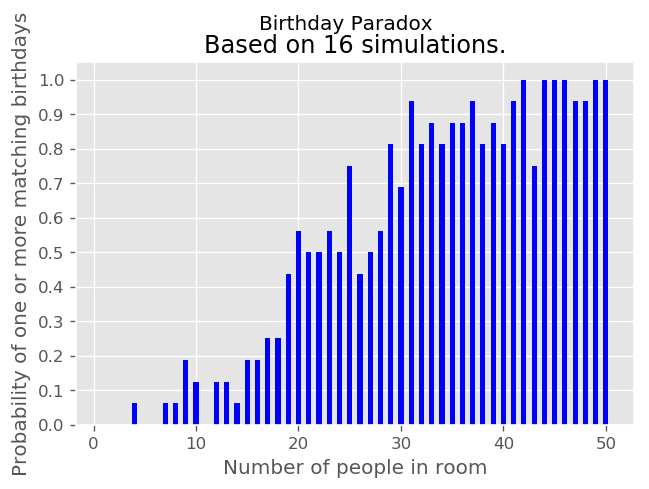 Birthday Paradox
Based on 16 simulations.
Probability of one or more matching birthdays
1.0
0.9
0.8
0.7
0.6
0.5
0.4
0.3
0.2
0.1
0.0
0 10 20 30 40 50
Number of people in room